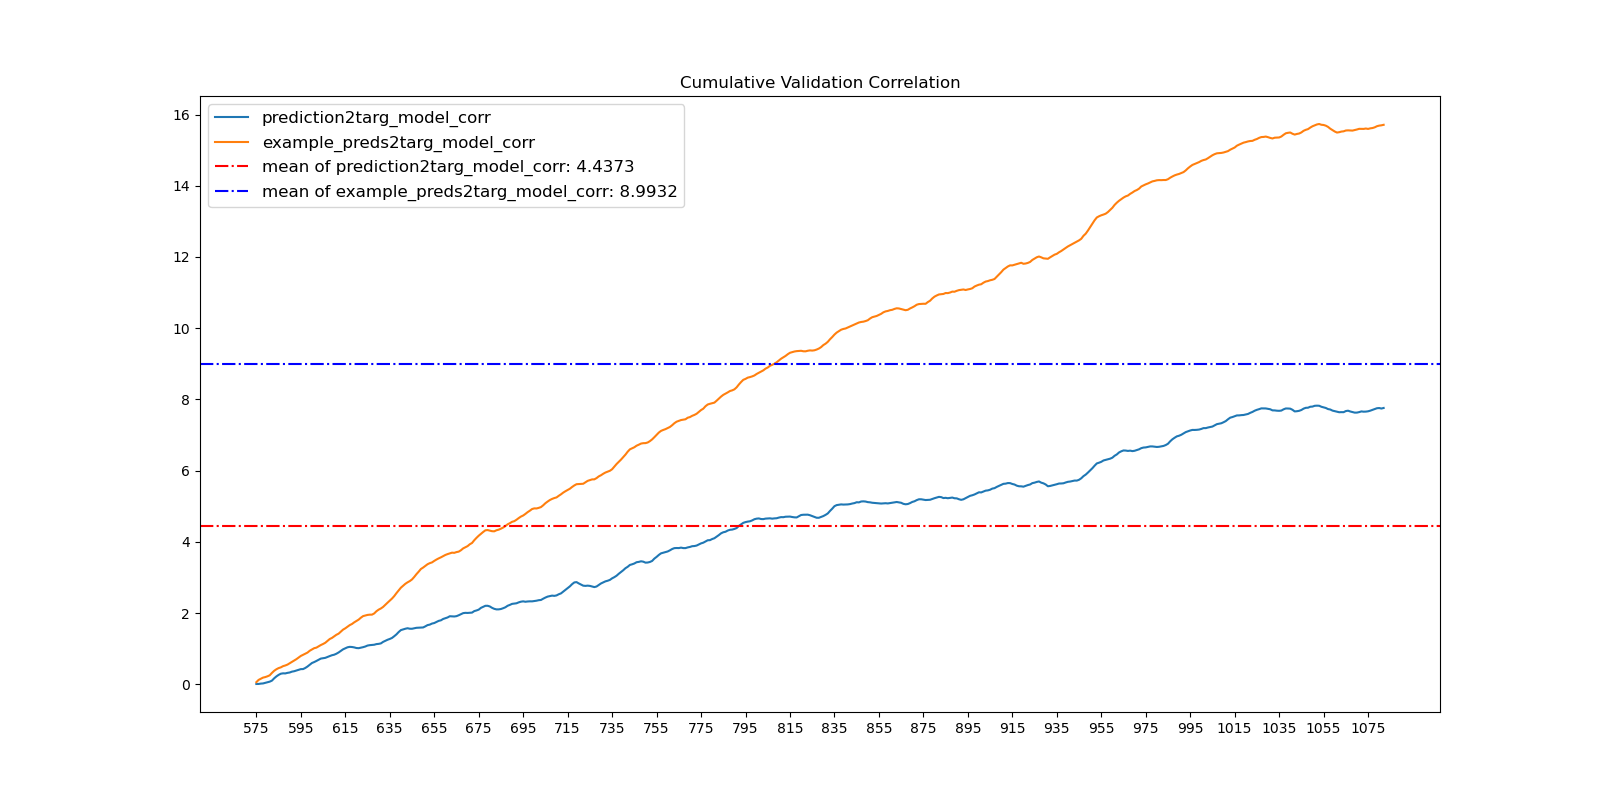 Cumulative Validation Correlation
prediction2targ_model_corr
example_preds2targ_model_corr
mean of prediction2targ_model_corr: 4.4373
mean of example_preds2targ_model_corr: 8.9932
16
14
12
10
8
6
4
2
0
575 595 615 635 655 675 695 715 735 755 775 795 815 835 855 875 895 915 935 955 975 995 1015 1035 1055 1075